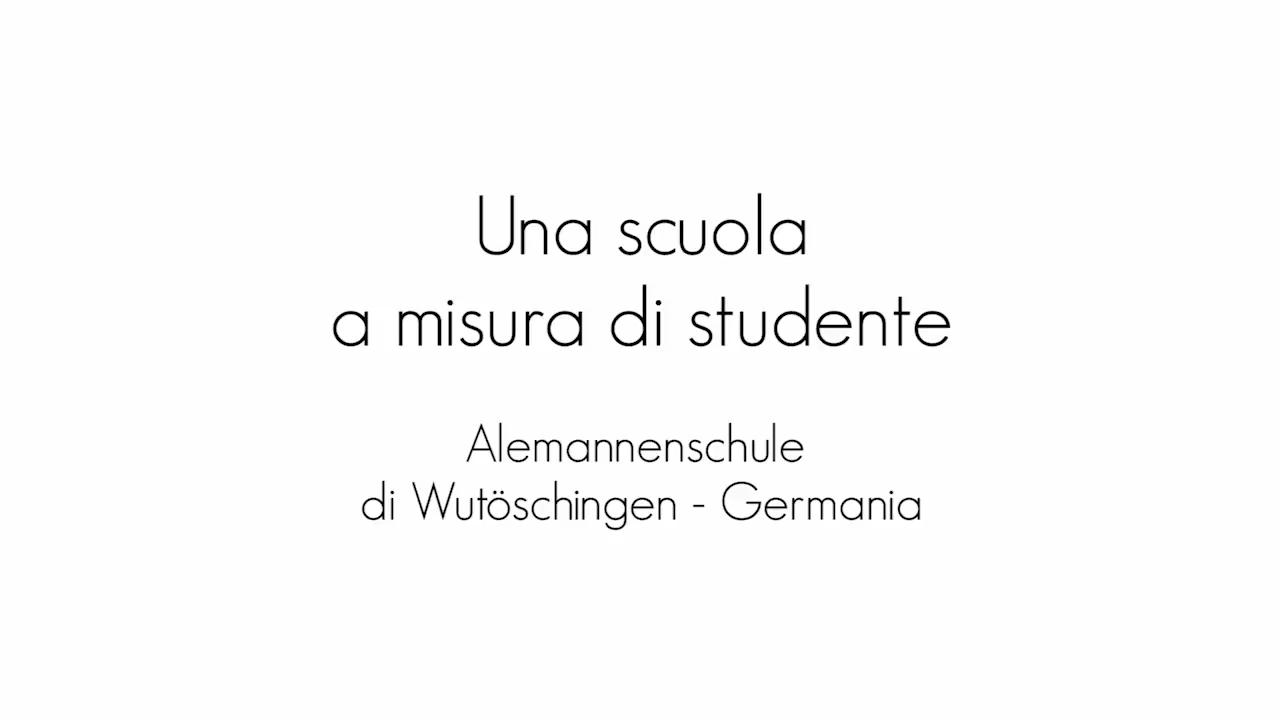 Una scuola
a misura di studente
Alemannenschule
di Wutöschingen - Germania